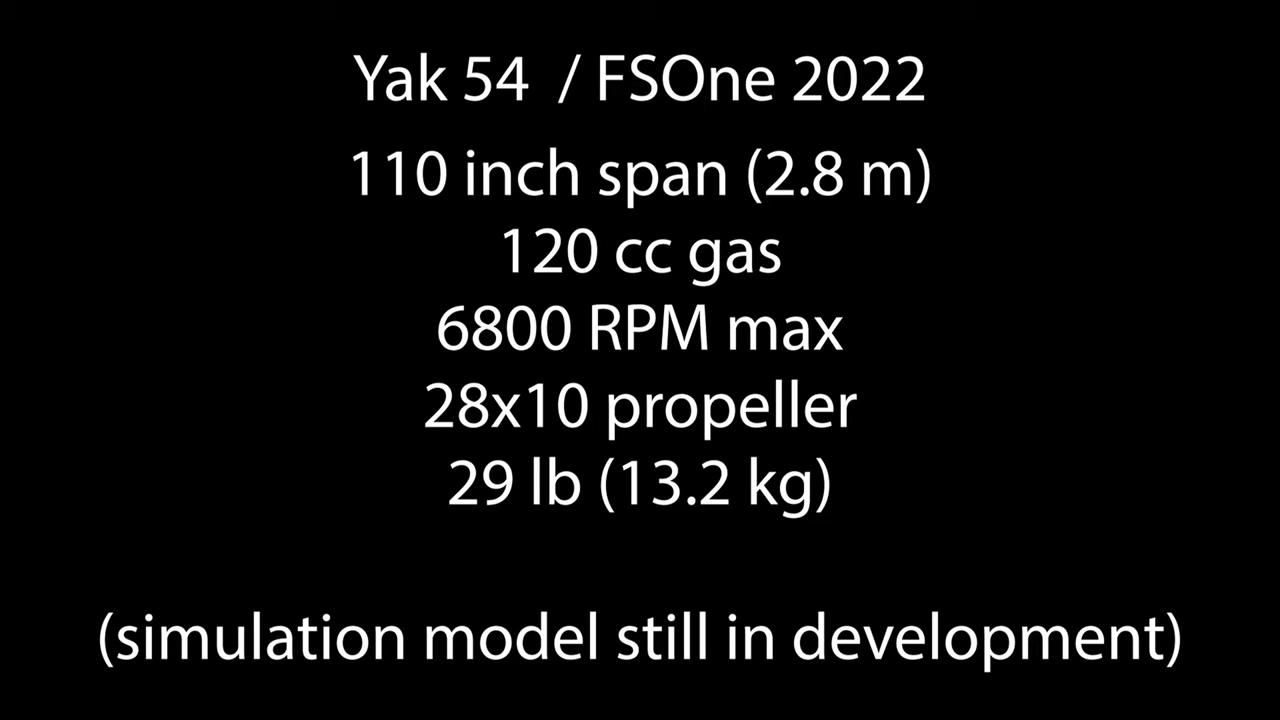 Yak 54 / FSOne 2022
110 inch span (2.8 m)
120 cc gas
6800 RPM max
28x10 propeller
29 lb (13.2 kg)
(simulation model still in development)